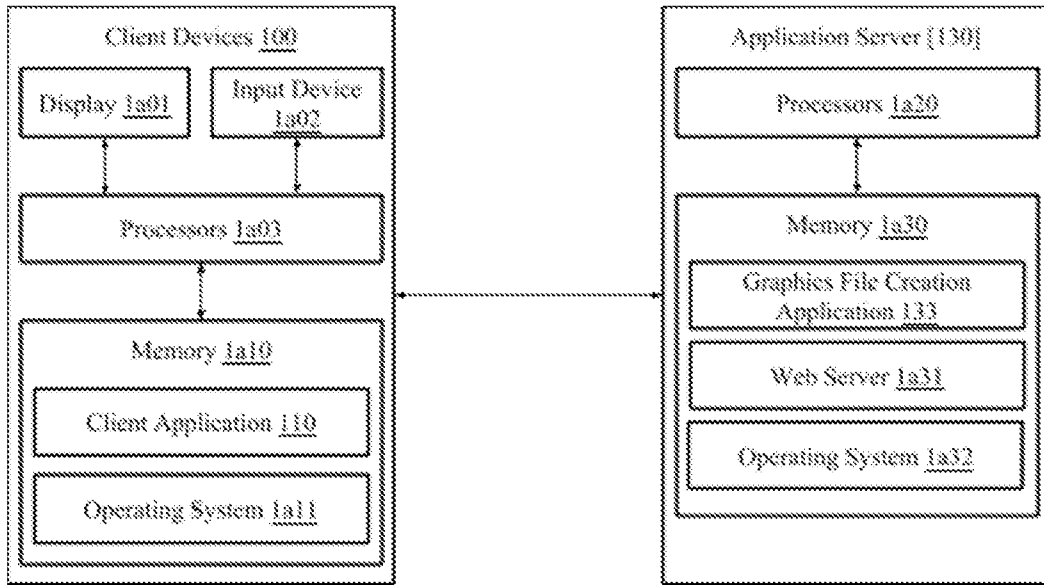 Client Devices 100
Display 1a01
Input Device
1a02
Processors 1a03
Memory 1a10
Client Application 110
Operating System 1a11
Application Server [130]
Processors 1a20
Memory 1a30
Graphics File Creation
Application 133
Web Server 1a31
Operating System 1a32